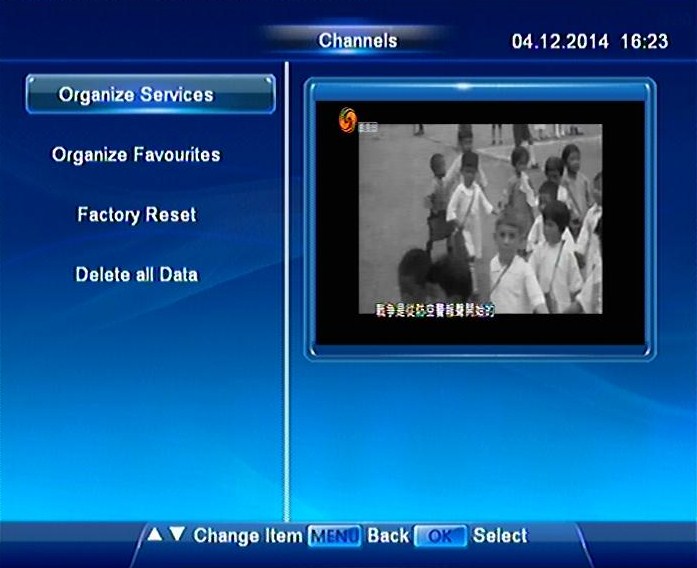 Channels
04.12.2014 16:23
Organize Services
Organize Favourites
Factory Reset
Delete all Data
戰爭是從防空警報聲開始的
Change Item MENU Back OK Select